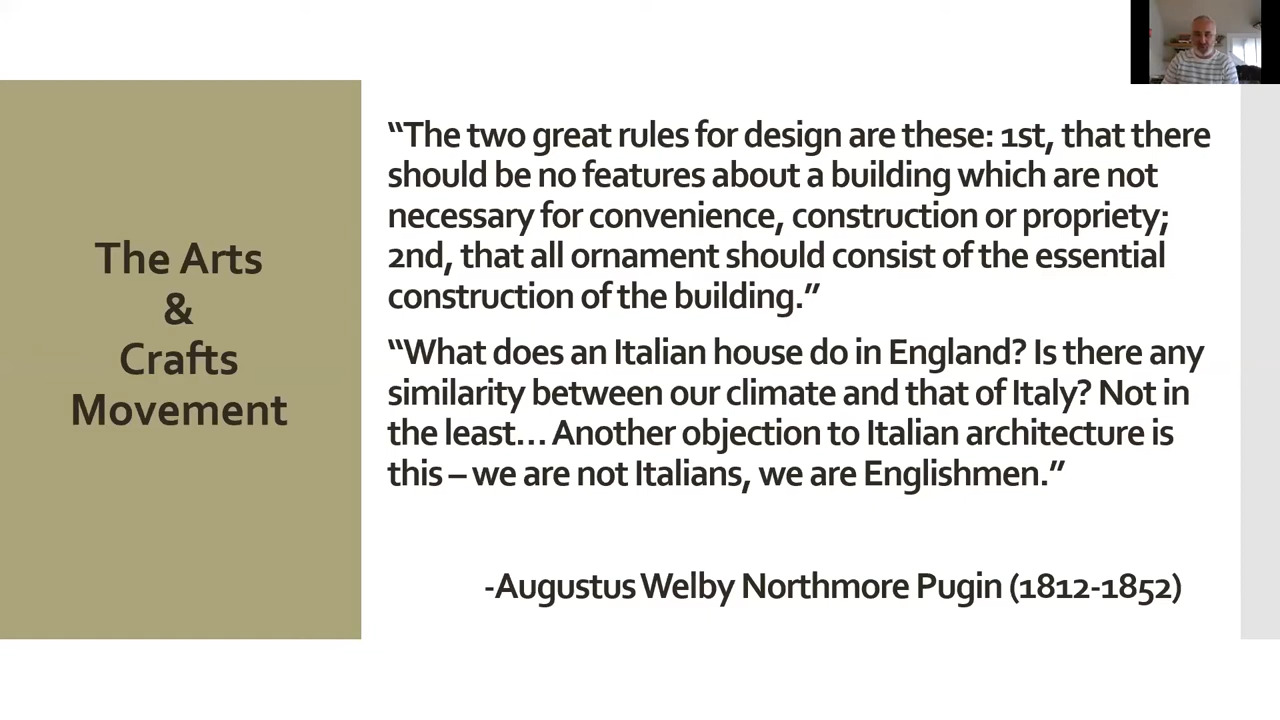 The Arts
&
Crafts
Movement
“The two great rules for design are these: 1st, that there
should be no features about a building which are not
necessary for convenience, construction or propriety;
2nd, that all ornament should consist of the essential
construction of the building.”
“What does an Italian house do in England? Is there any
similarity between our climate and that of Italy? Not in
the least… Another objection to Italian architecture is
this – we are not Italians, we are Englishmen.”
-Augustus Welby Northmore Pugin (1812-1852)